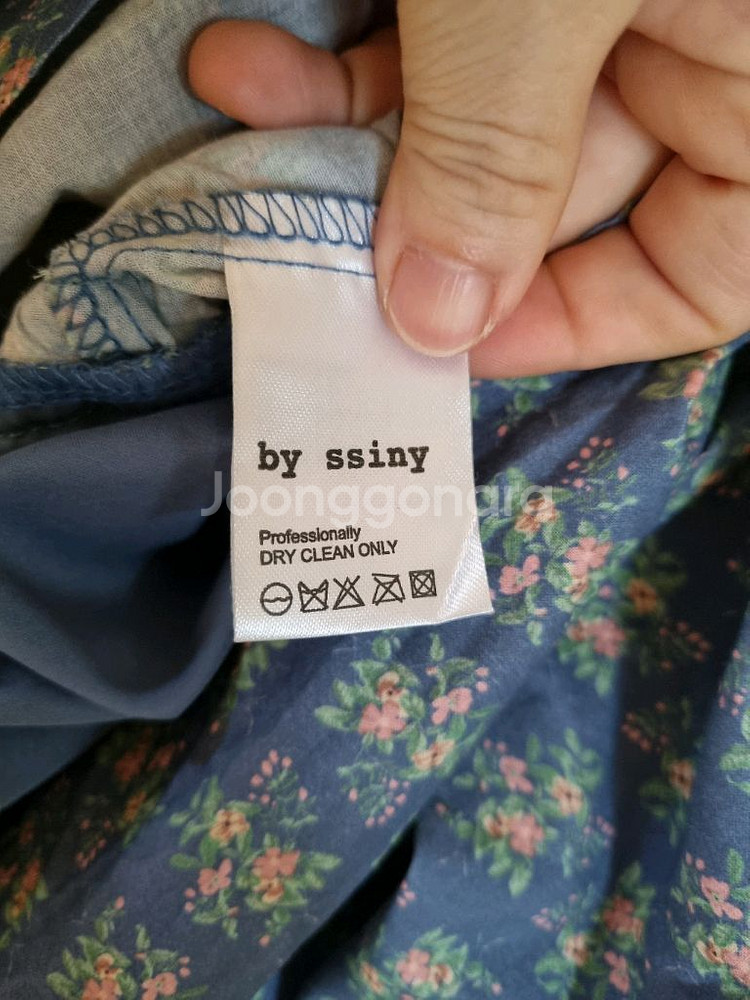 by ssiny
Joonggonara
Professionally
DRY CLEAN ONLY